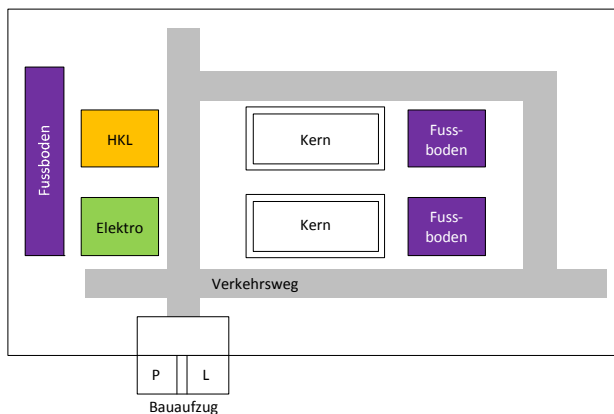 Fussboden
HKL
Kern
Fuss-
boden
Elektro
Kern
Fuss-
boden
Verkehrsweg
P
L
Bauaufzug